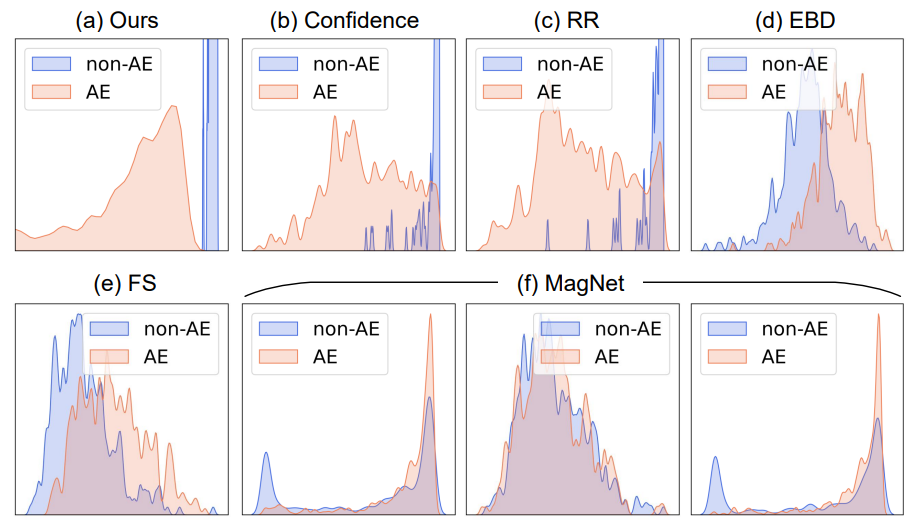 (a) Ours
non-AE
AE
(b) Confidence
non-AE
AE
(c) RR
non-AE
AE
(d) EBD
non-AE
AE
(e) FS
non-AE
AE
(f) MagNet
non-AE
AE
non-AE
AE
non-AE
AE